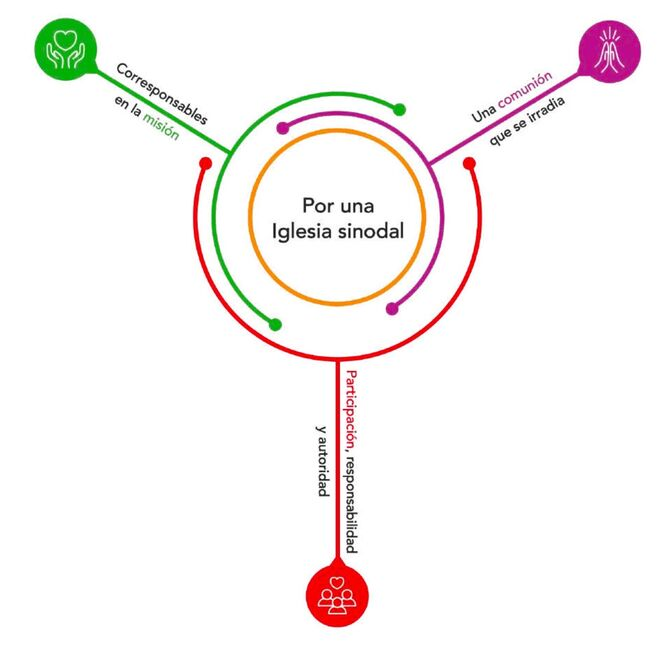 Corresponsables
en la misión
Una comunión
que se irradia
Por una
Iglesia sinodal
Participación, responsabilidad
y autoridad